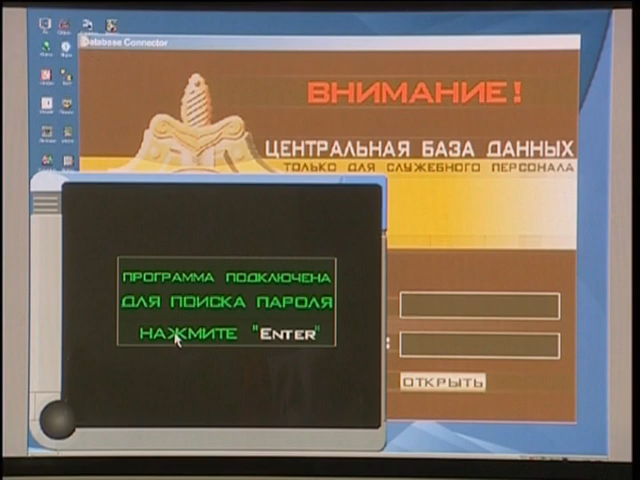 Database Connector
ВНИМАНИЕ!
ЦЕНТРАЛЬНАЯ БАЗА ДАННЫХ
ТОЛЬКО ДЛЯ СЛУЖЕБНОГО ПЕРСОНАЛА
ПРОГРАММА ПОДКЛЮЧЕНА
ДЛЯ ПОИСКА ПАРОЛЯ
НАЖМИТЕ "ENTER"
:
ОТКРЫТЬ